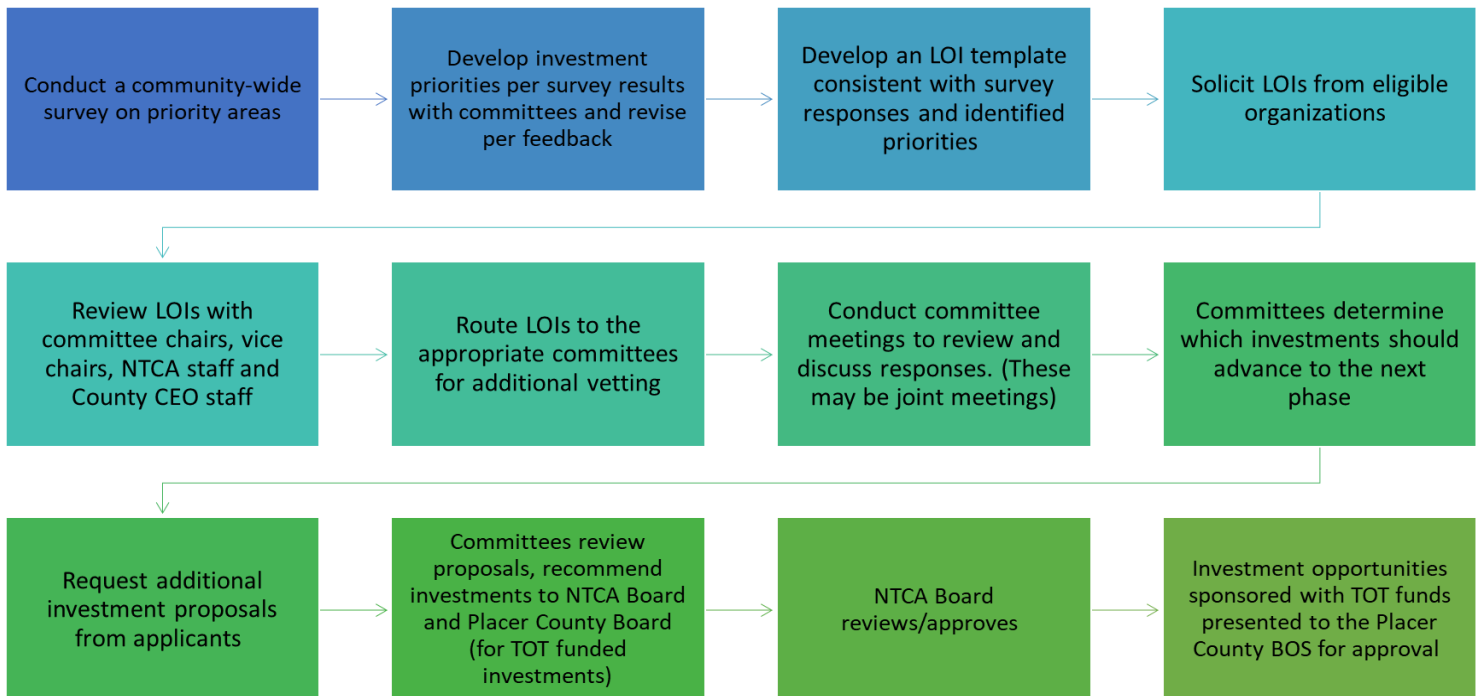 Conduct a community-wide
survey on priority areas
Develop investment
priorities per survey results
with committees and revise
per feedback
Develop an LOI template
consistent with survey
responses and identified
priorities
Solicit LOIs from eligible
organizations
Review LOIs with
committee chairs, vice
chairs, NTCA staff and
County CEO staff
Route LOIs to the
appropriate committees
for additional vetting
Conduct committee
meetings to review and
discuss responses. (These
may be joint meetings)
Committees determine
which investments should
advance to the next
phase
Request additional
investment proposals
from applicants
Committees review
proposals, recommend
investments to NTCA Board
and Placer County Board
(for TOT funded
investments)
NTCA Board
reviews/approves
Investment opportunities
sponsored with TOT funds
presented to the Placer
County BOS for approval